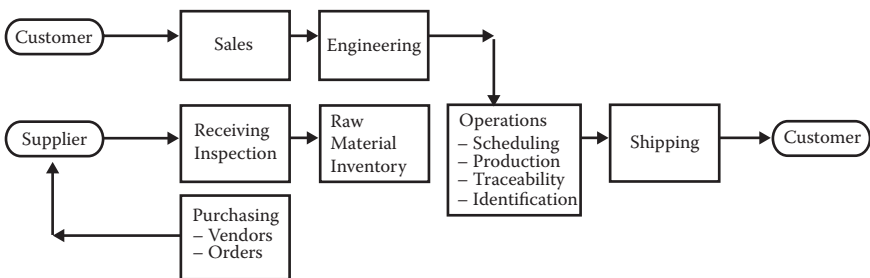 Customer
Sales
Engineering
Supplier
Receiving
Inspection
Raw
Material
Inventory
Operations
– Scheduling
– Production
– Traceability
– Identification
Shipping
Customer
Purchasing
– Vendors
– Orders